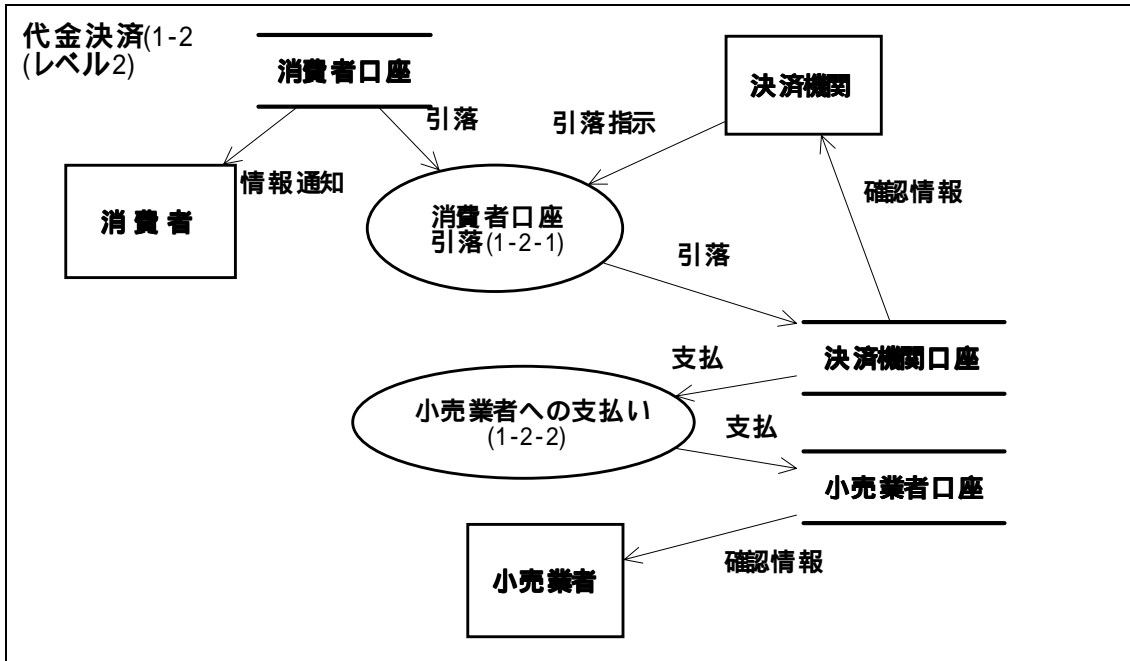 代金決済(1-2
(レベル2)
消費者口座
決済機関
引落
引落指示
情報通知
確認情報
消費者
消費者口座
引落(1-2-1)
引落
決済機関口座
支払
小売業者への支払い
(1-2-2)
支払
小売業者口座
確認情報
小売業者